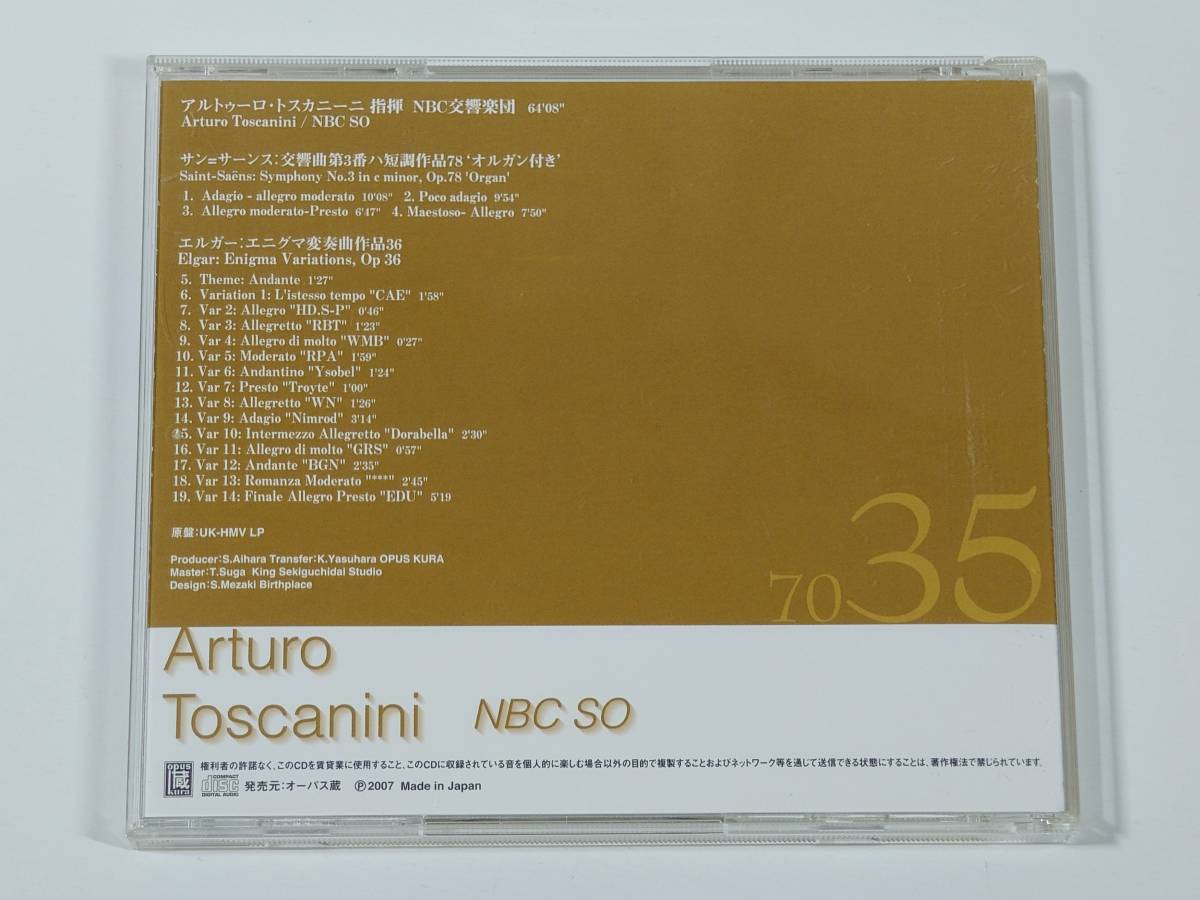 アルトゥーロ・トスカニーニ 指揮 NBC交響楽団 64'08"
Arturo Toscanini / NBC SO
サン=サーンス:交響曲第3番ハ短調作品78 'オルガン付き'
Saint-Saëns: Symphony No.3 in c minor, Op.78 'Organ'
1. Adagio - allegro moderato 10'08" 2. Poco adagio 9'54"
3. Allegro moderato-Presto 6'47" 4. Maestoso- Allegro 7'50"
エルガー:エニグマ変奏曲作品36
Elgar: Enigma Variations, Op 36
5. Theme: Andante 1'27"
6. Variation 1: L'istesso tempo "CAE" 1'58"
7. Var 2: Allegro "HD.S-P" 0'46"
8. Var 3: Allegretto "RBT" 1'23"
9. Var 4: Allegro di molto "WMB" 0'27"
10. Var 5: Moderato "RPA" 1'59"
11. Var 6: Andantino "Ysobel" 1'24"
12. Var 7: Presto "Troyte" 1'00"
13. Var 8: Allegretto "WN" 1'26"
14. Var 9: Adagio "Nimrod" 3'14"
15. Var 10: Intermezzo Allegretto "Dorabella" 2'30"
16. Var 11: Allegro di molto "GRS" 0'57"
17. Var 12: Andante "BGN" 2'35"
18. Var 13: Romanza Moderato "***" 2'45"
19. Var 14: Finale Allegro Presto "EDU" 5'19
原盤:UK-HMV LP
Producer:S.Aihara Transfer:K.Yasuhara OPUS KURA
Master:T.Suga King Sekiguchidai Studio
Design:S.Mezaki Birthplace
7035
Arturo
Toscanini NBC SO
opus 蔵 kura
権利者の許諾なく、このCDを賃貸業に使用すること、このCDに収録されている音を個人的に楽しむ場合以外の目的で複製することおよびネットワーク等を通じて送信できる状態にすることは、著作権法で禁じられています.
COMPACT disc DIGITAL AUDIO 発売元:オーパス蔵 Ⓟ2007 Made in Japan